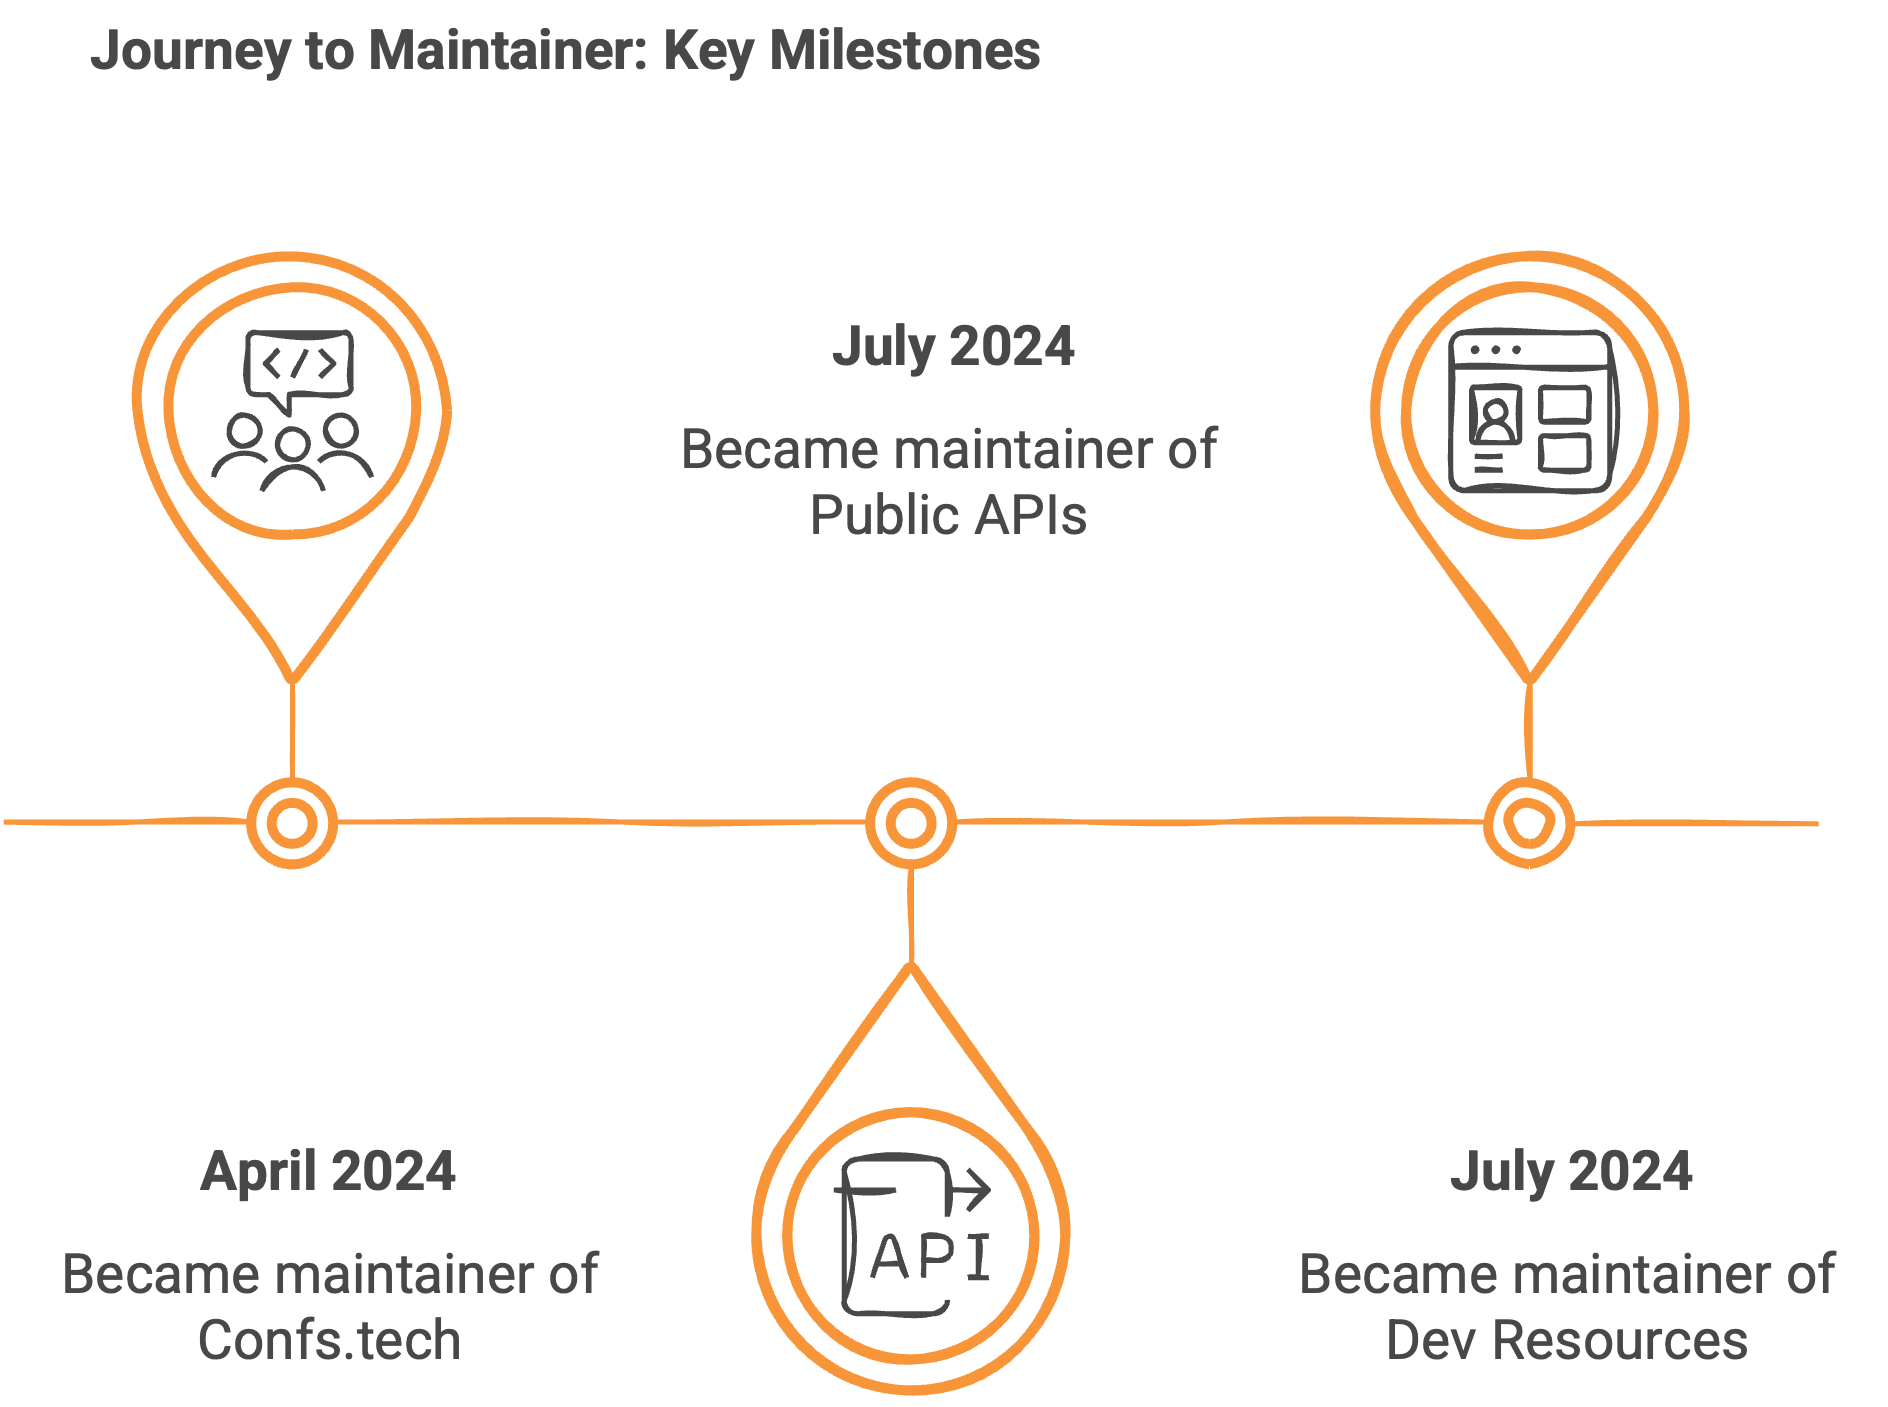 Journey to Maintainer: Key Milestones
</>
July 2024
Became maintainer of
Public APIs
API
April 2024
Became maintainer of
Confs.tech
July 2024
Became maintainer of
Dev Resources